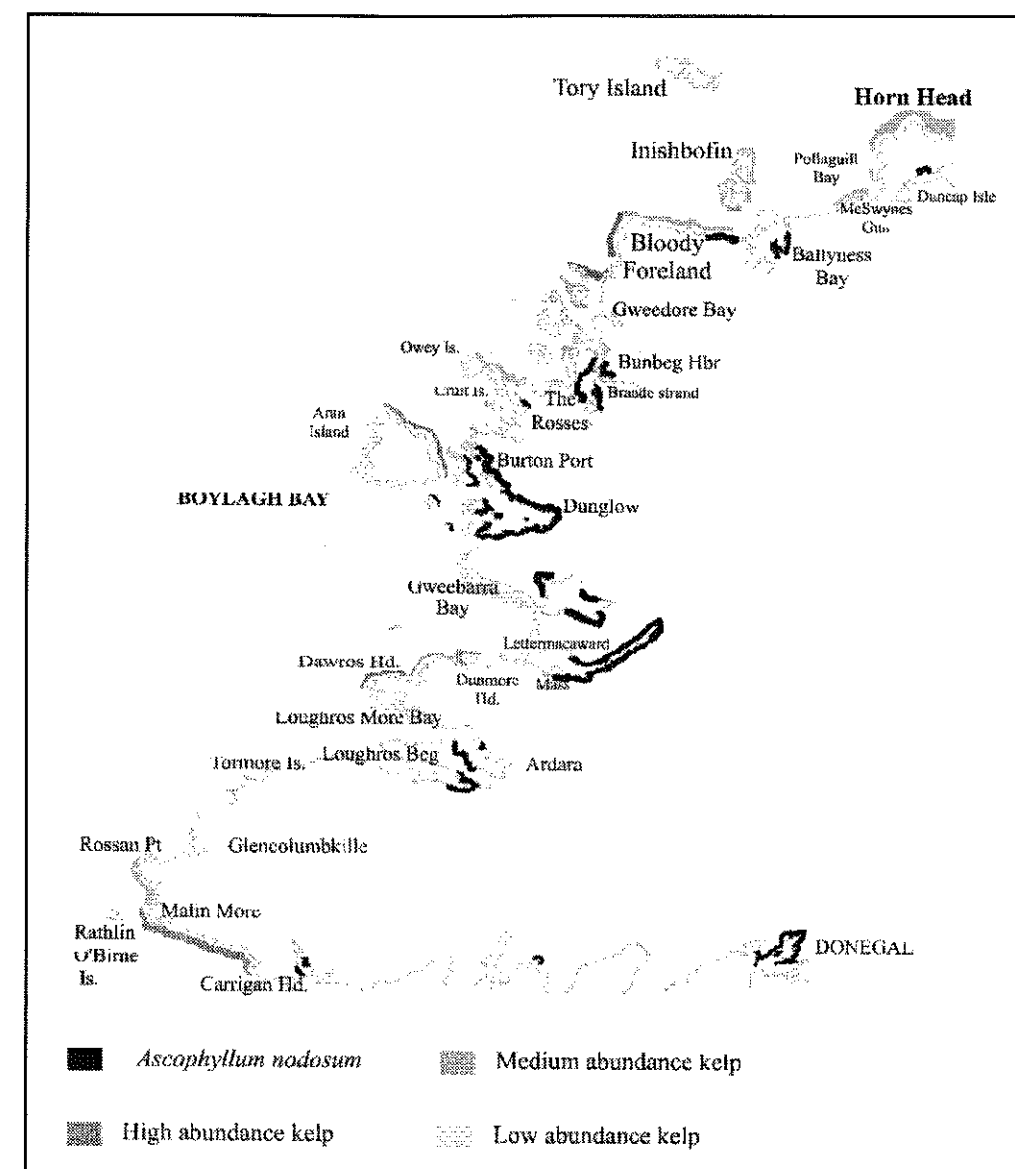 Tory Island
Horn Head
Inishbofin
Pollaguill
Bay
Duncap Isle
McSwynes
Gun
Bloody
Foreland
Ballyness
Bay
Gweedore Bay
Owey Is.
Bunbeg Hbr
Cruit Is.
Braade strand
The
Rosses
Aran
Island
Burton Port
BOYLAGH BAY
Dunglow
Gweebarra
Bay
Lettermacaward
Dawros Hd.
Dunmore
Hd.
Mass
Loughros More Bay
Tormore Is.
Loughros Beg
Ardara
Rossan Pt
Glencolumbkille
Malin More
Rathlin
O'Birne
Is.
DONEGAL
Carrigan Hd.
Ascophyllum nodosum
Medium abundance kelp
High abundance kelp
Low abundance kelp